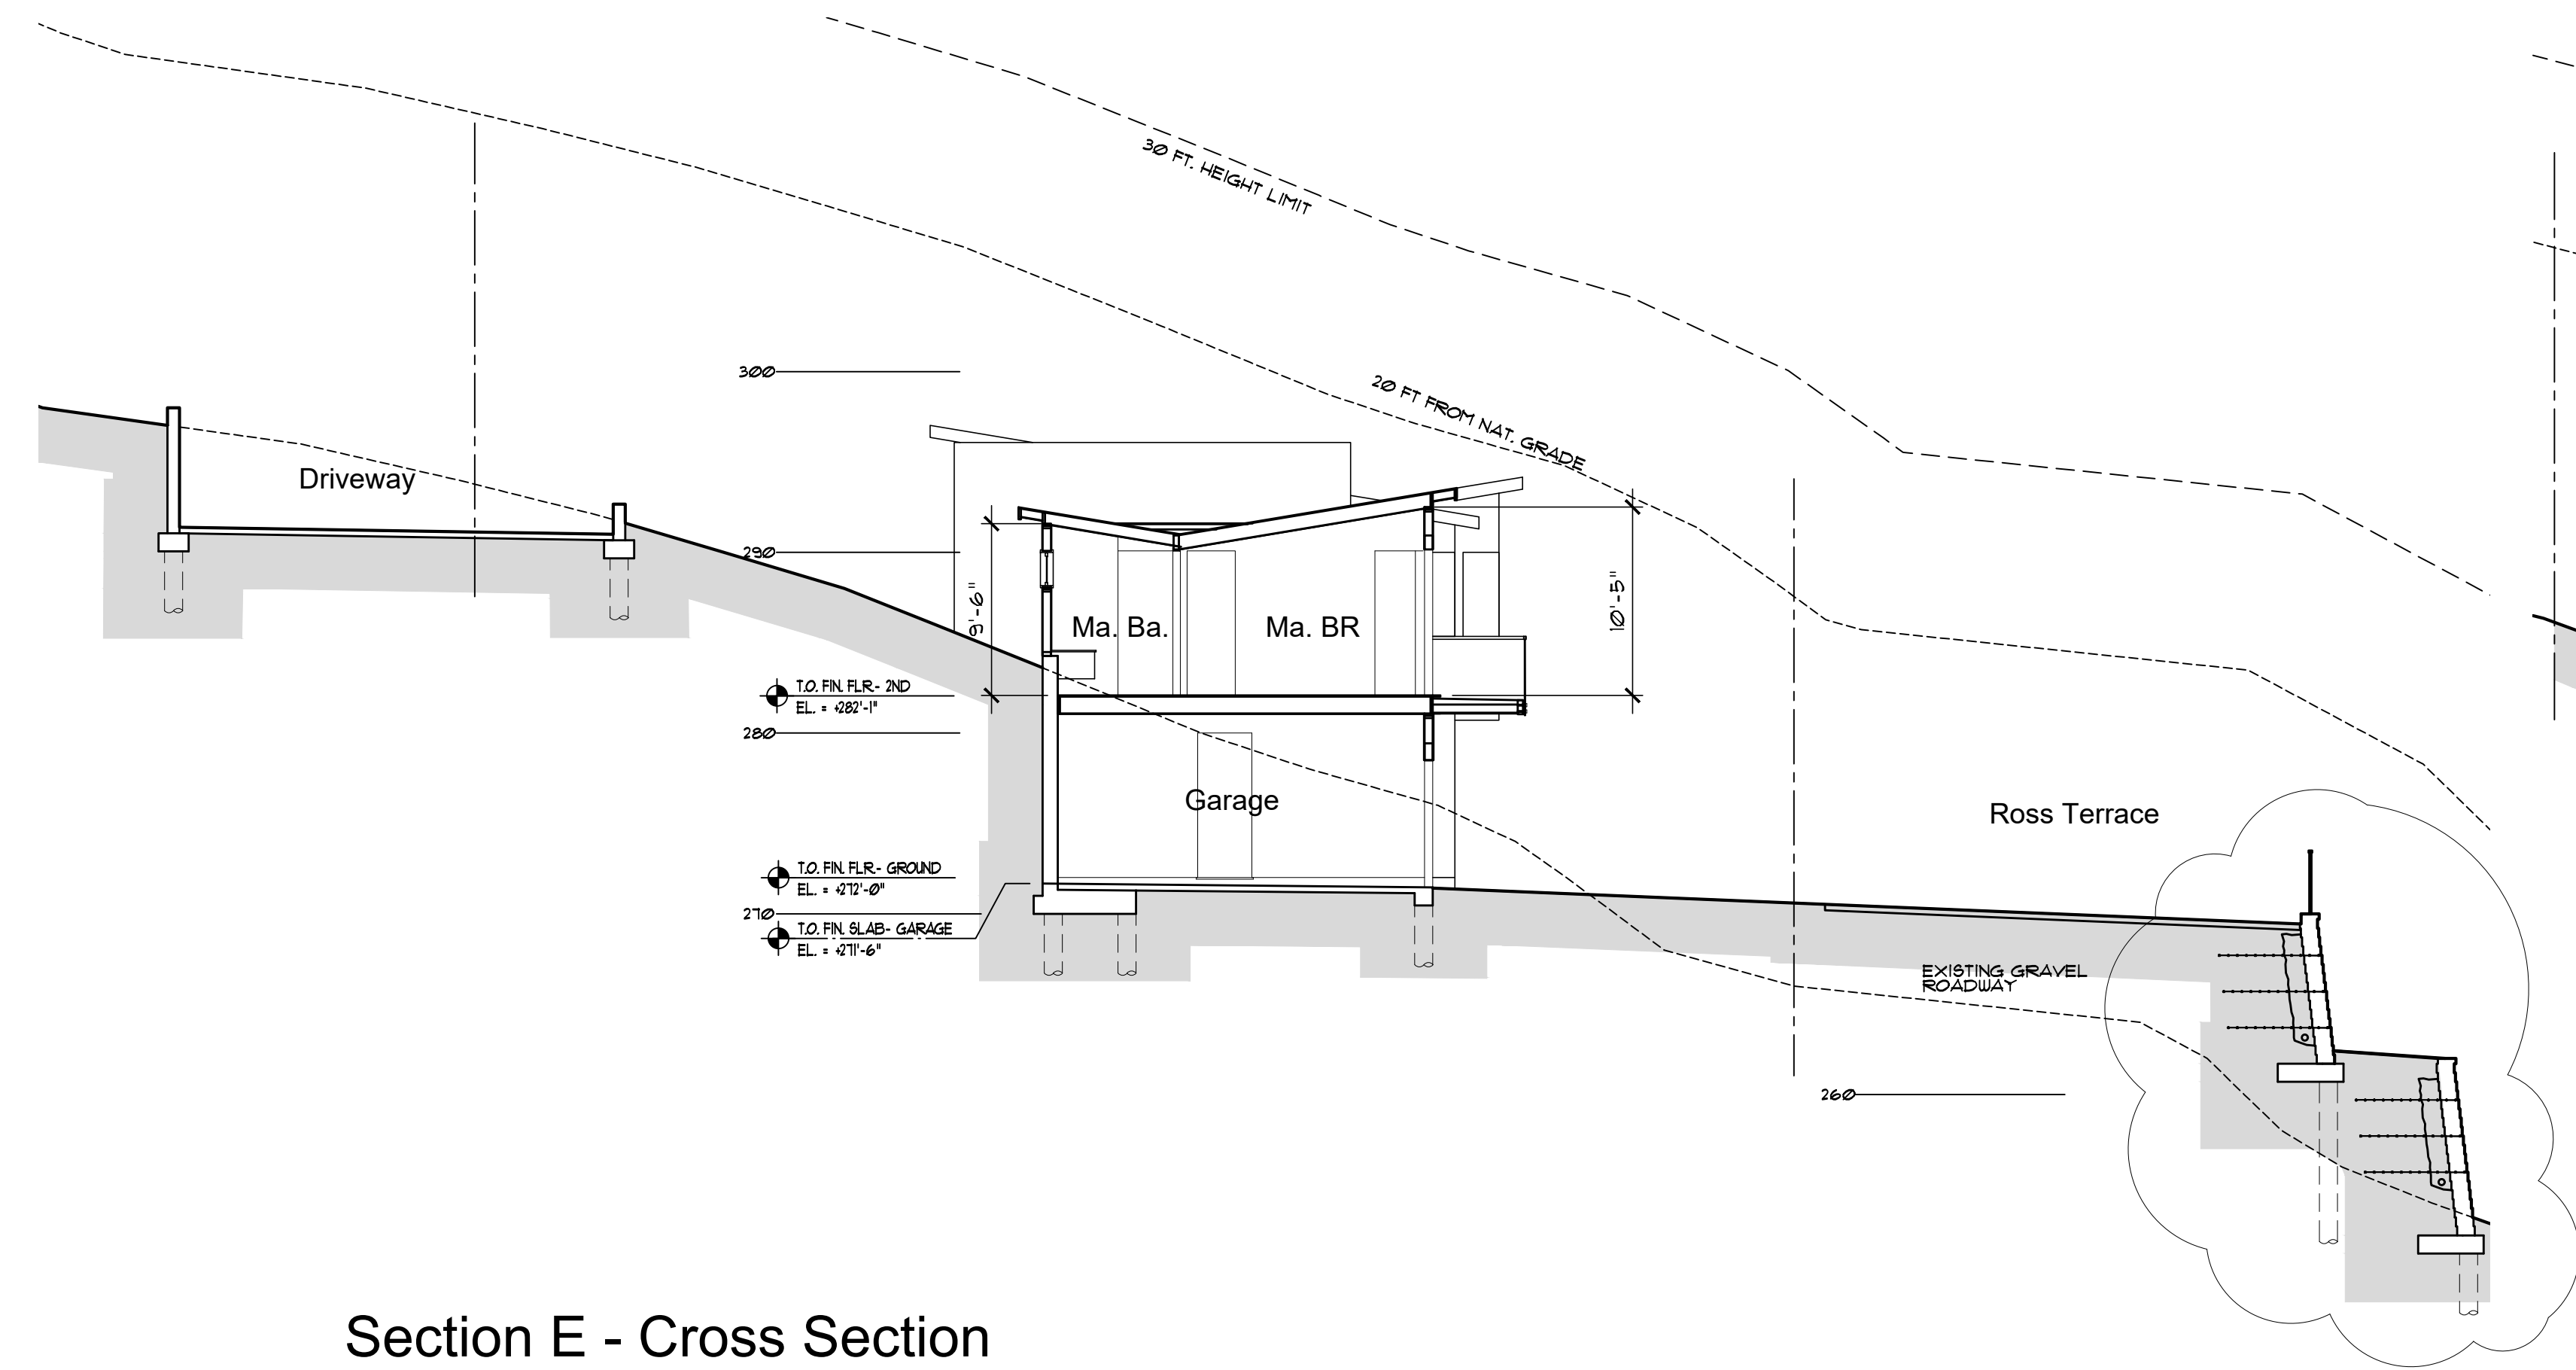 30 FT. HEIGHT LIMIT
300
20 FT FROM NAT. GRADE
Driveway
290
9'-6"
10'-5"
Ma. Ba.
Ma. BR
T.O. FIN. FLR.- 2ND
EL. = +282'-1"
280
Garage
Ross Terrace
T.O. FIN. FLR.- GROUND
EL. = +272'-0"
270
T.O. FIN. SLAB- GARAGE
EL. = +271'-6"
EXISTING GRAVEL
ROADWAY
260
Section E - Cross Section